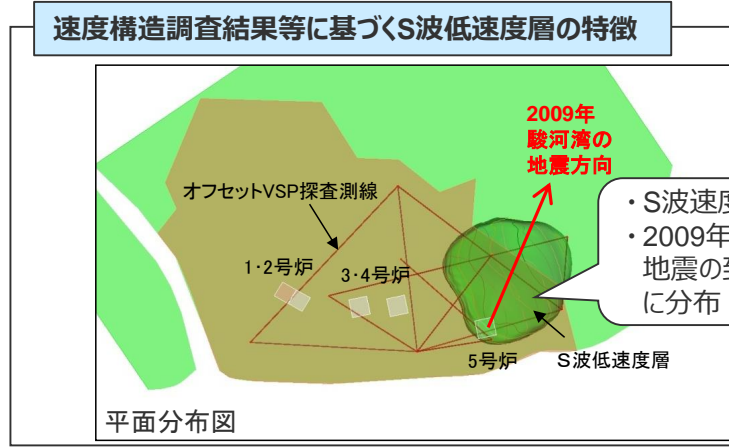 速度構造調査結果等に基づくS波低速度層の特徴
2009年
駿河湾の
地震方向
オフセットVSP探査測線
・S波速度
・2009年
地震の到
に分布
1・2号炉
3・4号炉
5号炉
S波低速度層
平面分布図